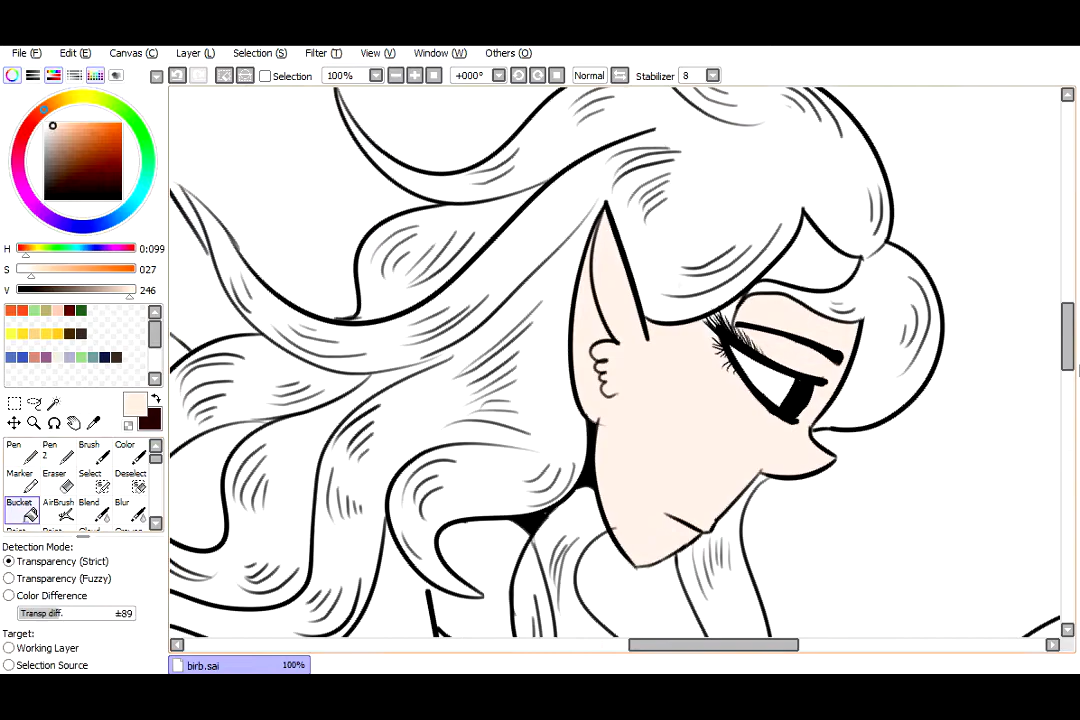 File (F) Edit (E) Canvas (C) Layer (L) Selection (S) Filter (T) View (V) Window (W) Others (O)
Selection 100% +000° Normal Stabilizer 8
H 0:099
S 027
V 246
Pen Pen 2 Brush Color
Marker Eraser Select Deselect
Bucket AirBrush Blend Blur
Detection Mode:
Transparency (Strict)
Transparency (Fuzzy)
Color Difference
Transp diff. ±89
Target:
Working Layer
Selection Source
birb.sai 100%